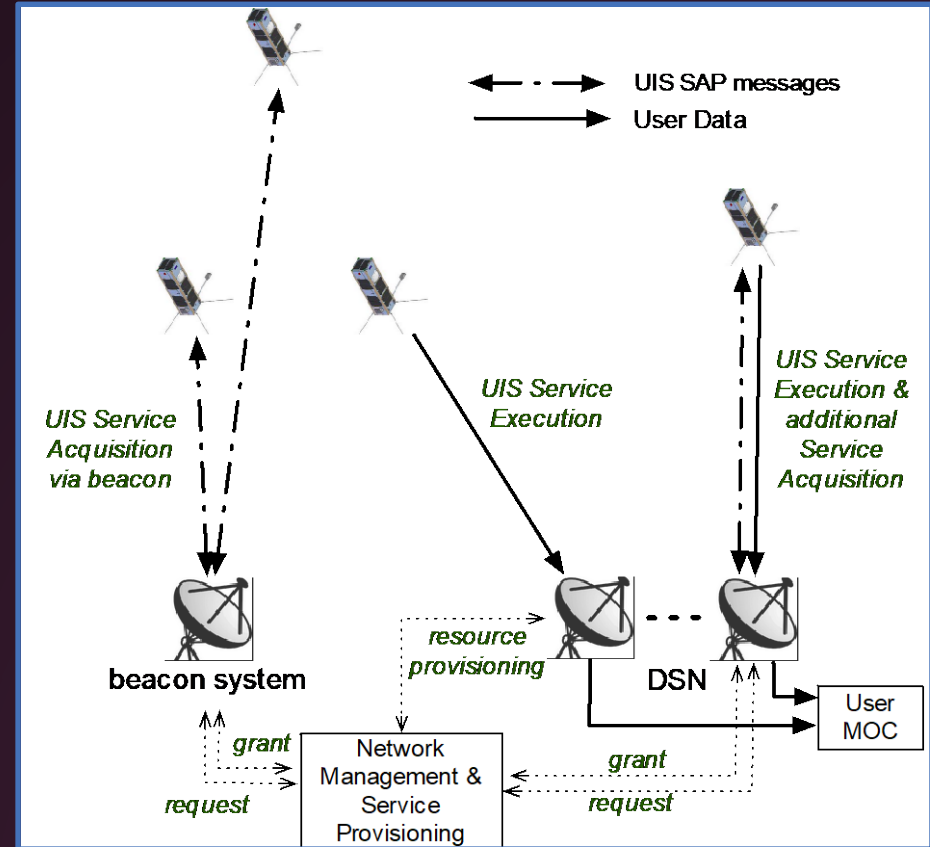 UIS SAP messages
User Data
UIS Service
Acquisition
via beacon
UIS Service
Execution
UIS Service
Execution &
additional
Service
Acquisition
beacon system
resource
provisioning
DSN
User
MOC
grant
request
Network
Management &
Service
Provisioning
grant
request